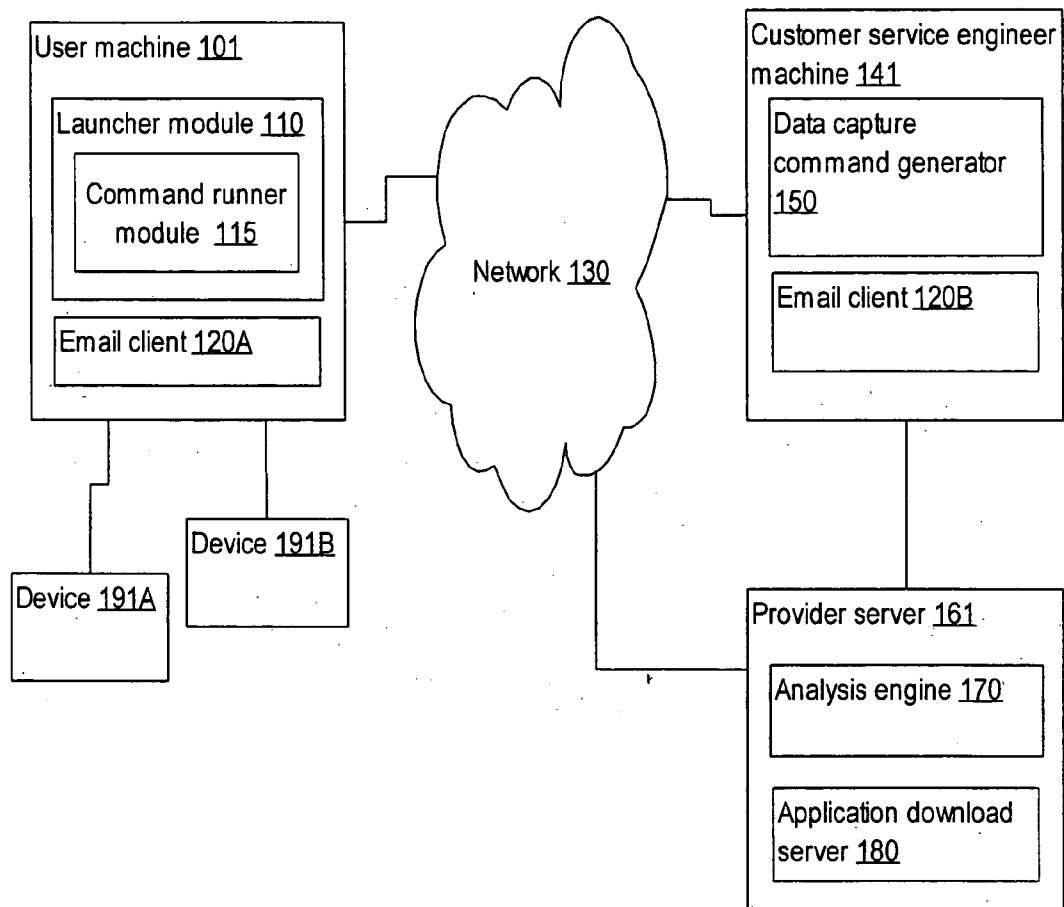 User machine 101
Launcher module 110
Command runner
module 115
Email client 120A
Device 191A
Device 191B
Network 130
Customer service engineer
machine 141
Data capture
command generator
150
Email client 120B
Provider server 161
Analysis engine 170
Application download
server 180